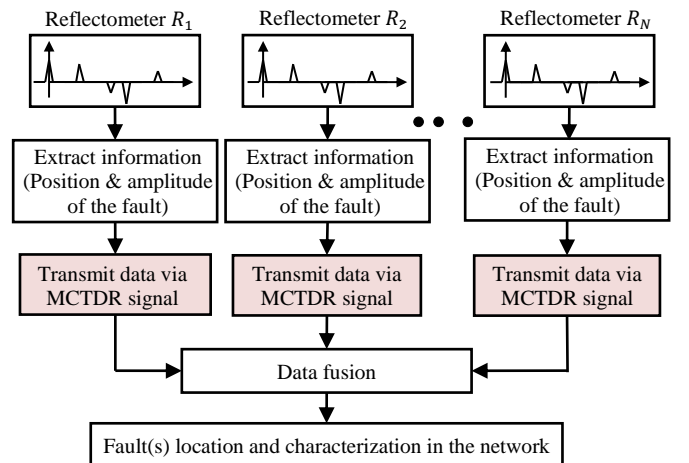 Reflectometer R₁
Reflectometer R₂
Reflectometer R_N
Extract information
(Position & amplitude
of the fault)
Extract information
(Position & amplitude
of the fault)
Extract information
(Position & amplitude
of the fault)
Transmit data via
MCTDR signal
Transmit data via
MCTDR signal
Transmit data via
MCTDR signal
Data fusion
Fault(s) location and characterization in the network